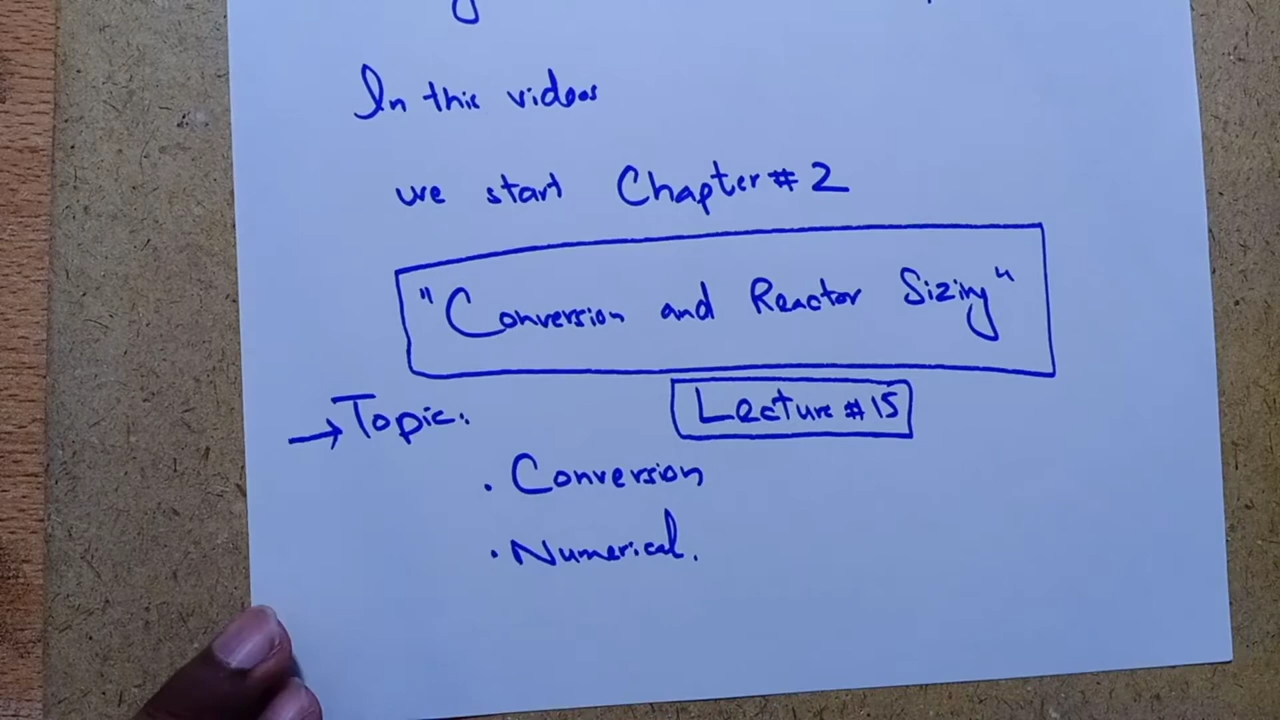 In this videos
we start Chapter # 2
"Conversion and Reactor Sizing"
Lecture # 15
→ Topic:
. Conversion
. Numerical.